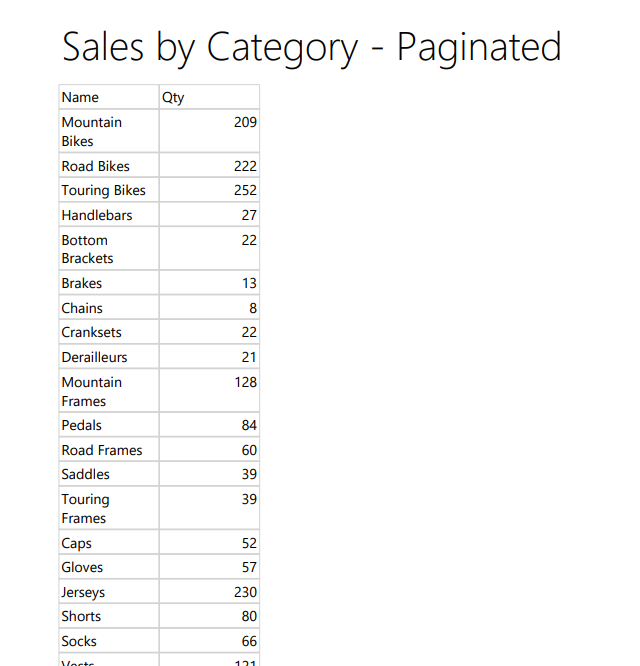 Sales by Category - Paginated
Name Qty
Mountain 209
Bikes
Road Bikes 222
Touring Bikes 252
Handlebars 27
Bottom 22
Brackets
Brakes 13
Chains 8
Cranksets 22
Derailleurs 21
Mountain 128
Frames
Pedals 84
Road Frames 60
Saddles 39
Touring 39
Frames
Caps 52
Gloves 57
Jerseys 230
Shorts 80
Socks 66
Vests 121